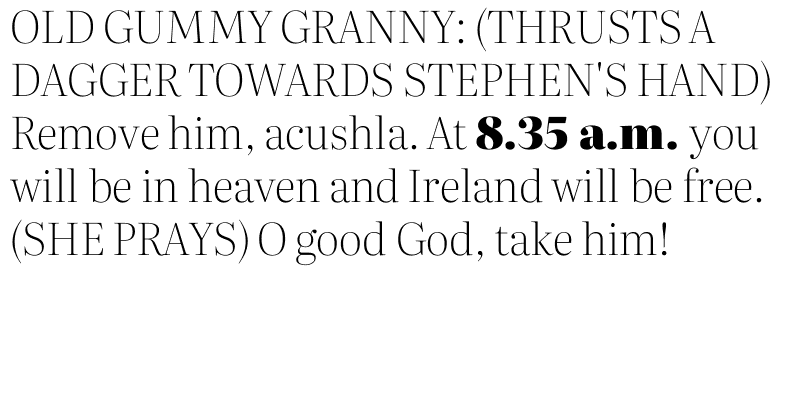 OLD GUMMY GRANNY: (THRUSTS A
DAGGER TOWARDS STEPHEN'S HAND)
Remove him, acushla. At 8.35 a.m. you
will be in heaven and Ireland will be free.
(SHE PRAYS) O good God, take him!